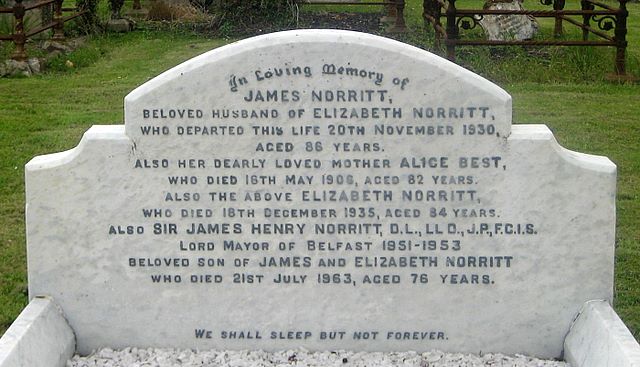 In Loving Memory of
JAMES NORRITT,
BELOVED HUSBAND OF ELIZABETH NORRITT,
WHO DEPARTED THIS LIFE 20TH NOVEMBER 1930,
AGED 86 YEARS.
ALSO HER DEARLY LOVED MOTHER ALICE BEST,
WHO DIED 16TH MAY 1906, AGED 82 YEARS.
ALSO THE ABOVE ELIZABETH NORRITT,
WHO DIED 18TH DECEMBER 1935, AGED 84 YEARS.
ALSO SIR JAMES HENRY NORRITT, D.L., LL.D., J.P., F.C.I.S.
LORD MAYOR OF BELFAST 1951-1953
BELOVED SON OF JAMES AND ELIZABETH NORRITT
WHO DIED 21ST JULY 1963, AGED 76 YEARS.
WE SHALL SLEEP BUT NOT FOREVER.